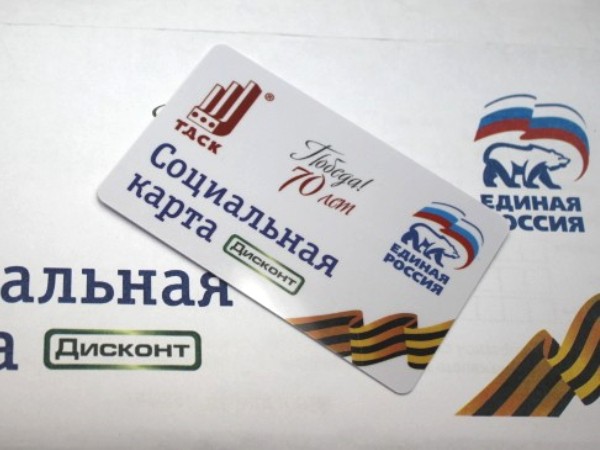 ТДСК
®
Победа!
70 лет
Социальная
карта
Дисконт
ЕДИНАЯ
РОССИЯ
ЕДИНАЯ
РОССИЯ
альная
а
Дисконт